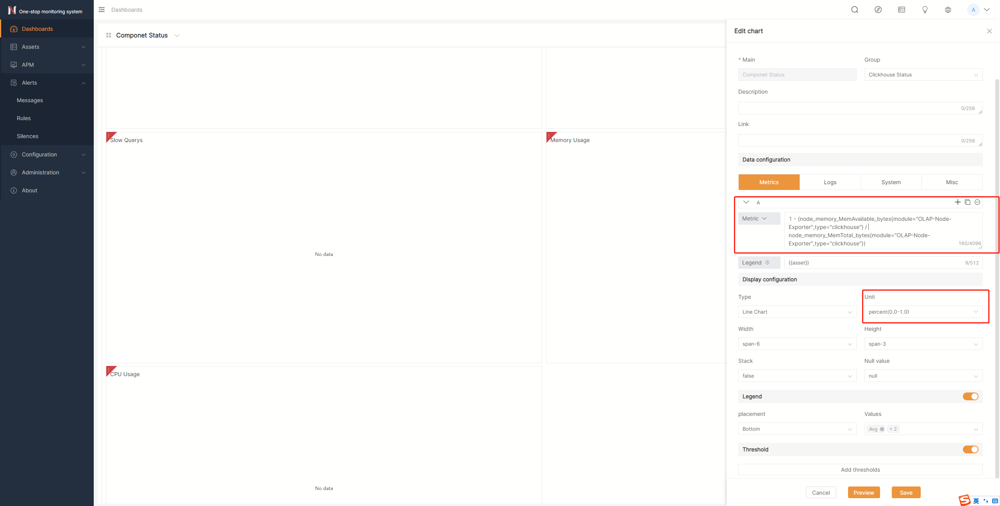 One-stop monitoring system
Dashboards
A
Dashboards
Assets
APM
Alerts
Messages
Rules
Silences
Configuration
Administration
About
Componet Status
Slow Querys
No data
Memory Usage
CPU Usage
No data
Edit chart
* Main
Group
Componet Status
Clickhouse Status
Description
0/256
Link
0/256
Data configuration
Metrics
Logs
System
Misc
A
Metric
1 - (node_memory_MemAvailable_bytes{module="OLAP-Node-
Exporter",type="clickhouse"} /
node_memory_MemTotal_bytes{module="OLAP-Node-
Exporter",type="clickhouse"})
160/4096
Legend
{{asset}}
9/512
Display configuration
Type
Unit
Line Chart
percent(0.0-1.0)
Width
Height
span-6
span-3
Stack
Null value
false
null
Legend
placement
Values
Bottom
Avg
+ 2
Threshold
Add thresholds
Cancel
Preview
Save
英